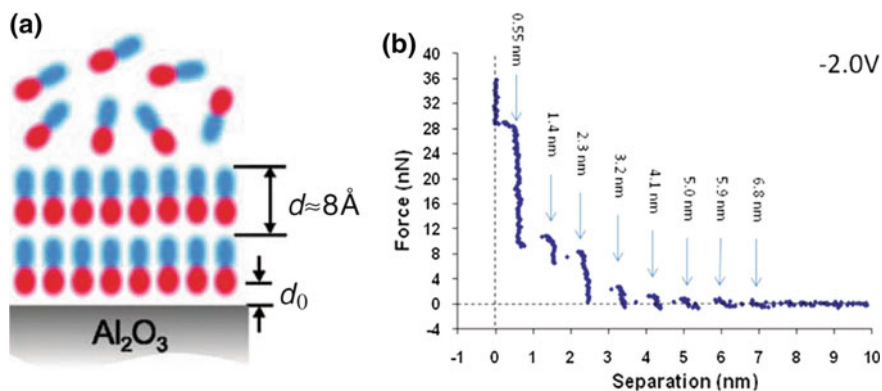 (a)
d≈8Å
d₀
Al₂O₃
(b)
-2.0V
0.55 nm
1.4 nm
2.3 nm
3.2 nm
4.1 nm
5.0 nm
5.9 nm
6.8 nm
Force (nN)
40
36
32
28
24
20
16
12
8
4
0
-4
-1 0 1 2 3 4 5 6 7 8 9 10
Separation (nm)